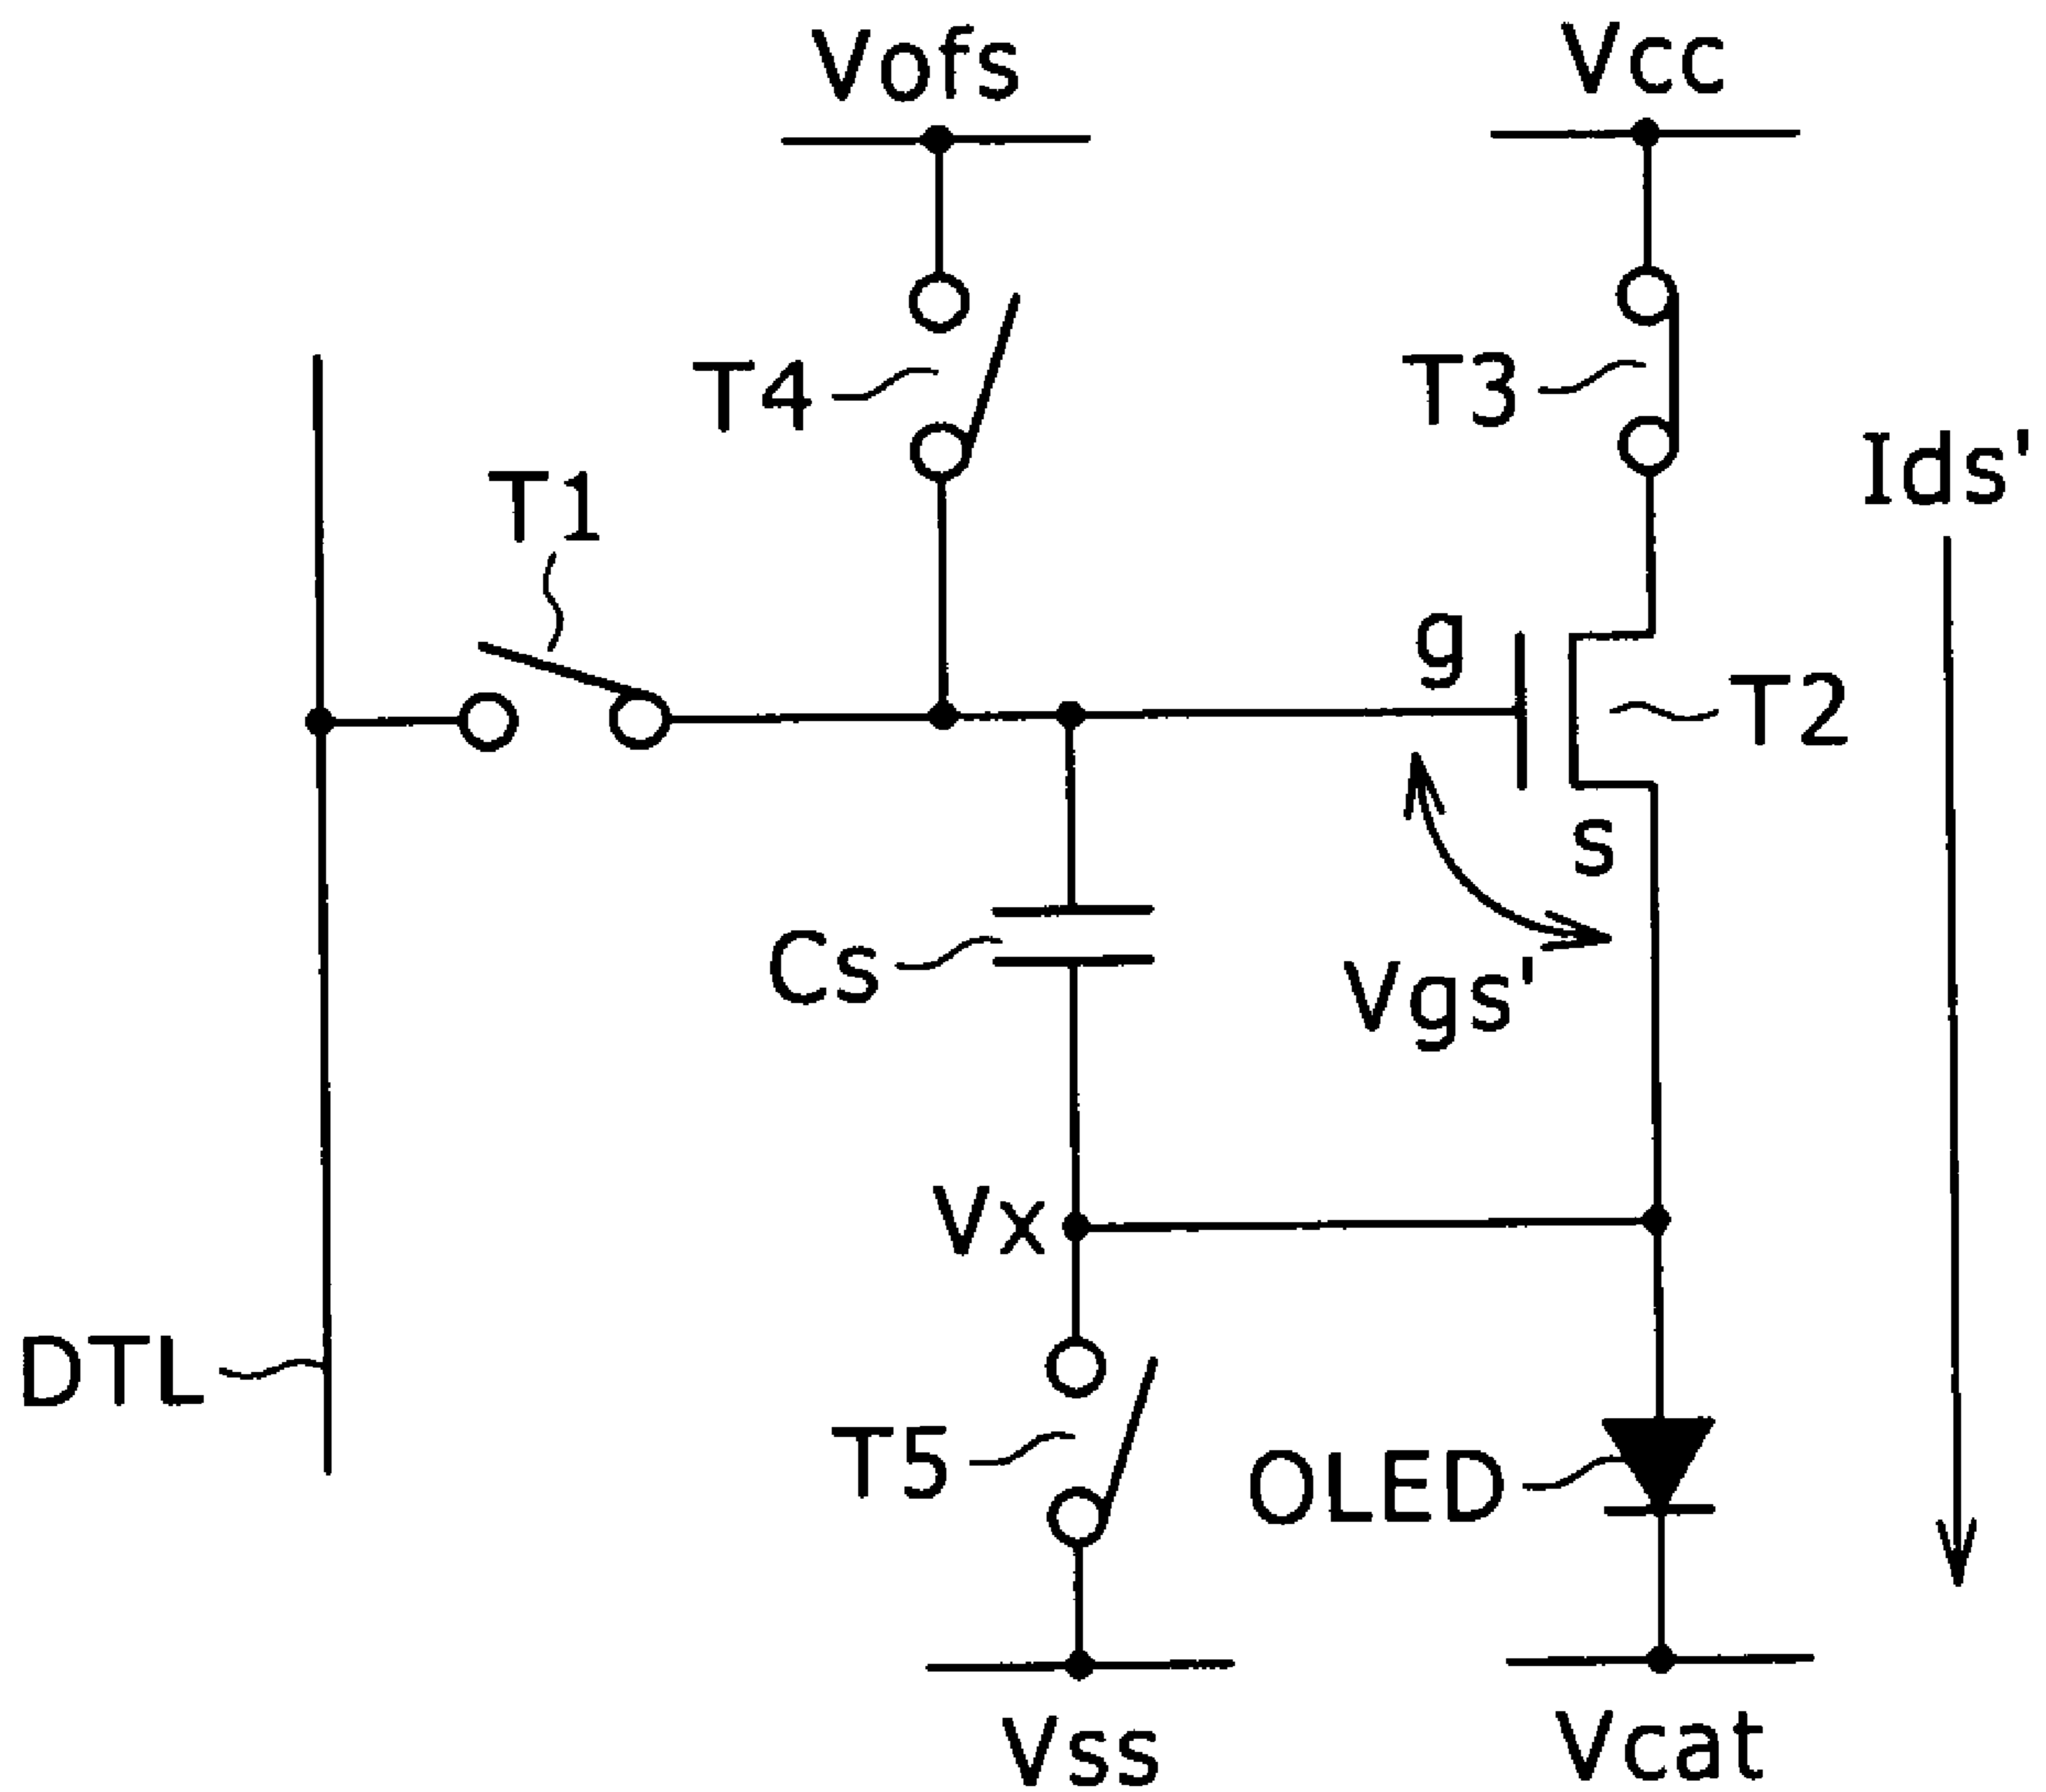 Vofs
Vcc
T4
T3
Ids'
T1
g
T2
s
Cs
Vgs'
Vx
DTL
T5
OLED
Vss
Vcat